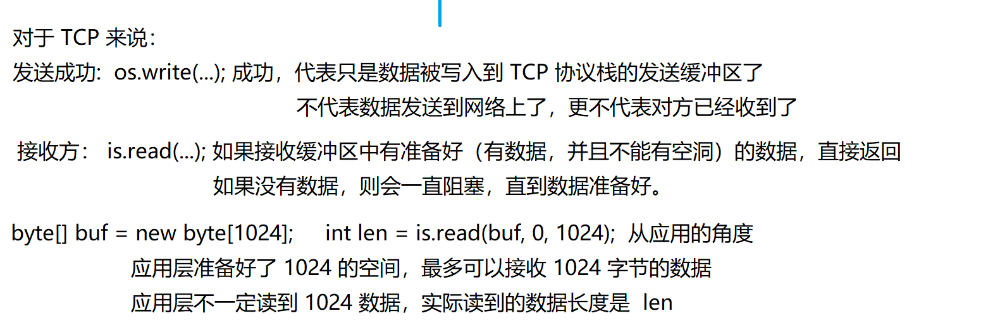 对于 TCP 来说：
发送成功: os.write(...); 成功，代表只是数据被写入到 TCP 协议栈的发送缓冲区了
不代表数据发送到网络上了，更不代表对方已经收到了
接收方： is.read(...); 如果接收缓冲区中有准备好（有数据，并且不能有空洞）的数据，直接返回
如果没有数据，则会一直阻塞，直到数据准备好。
byte[] buf = new byte[1024]; int len = is.read(buf, 0, 1024); 从应用的角度
应用层准备好了 1024 的空间，最多可以接收 1024 字节的数据
应用层不一定读到 1024 数据，实际读到的数据长度是 len